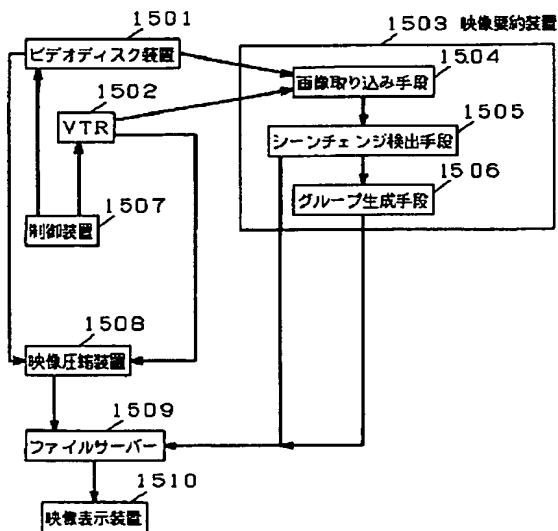 1501
ビデオディスク装置
1502
VTR
1503 映像要約装置
1504
画像取り込み手段
1505
シーンチェンジ検出手段
1506
グループ生成手段
1507
制御装置
1508
映像圧縮装置
1509
ファイルサーバー
1510
映像表示装置